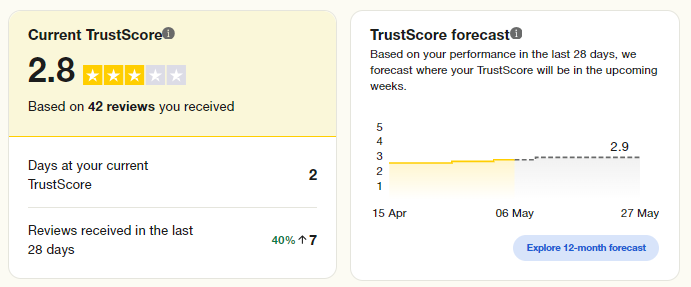 Current TrustScore
2.8
Based on 42 reviews you received
Days at your current
TrustScore
2
Reviews received in the last
28 days
40% ↑ 7
TrustScore forecast
Based on your performance in the last 28 days, we
forecast where your TrustScore will be in the upcoming
weeks.
5
4
3
2
1
2.9
15 Apr
06 May
27 May
Explore 12-month forecast